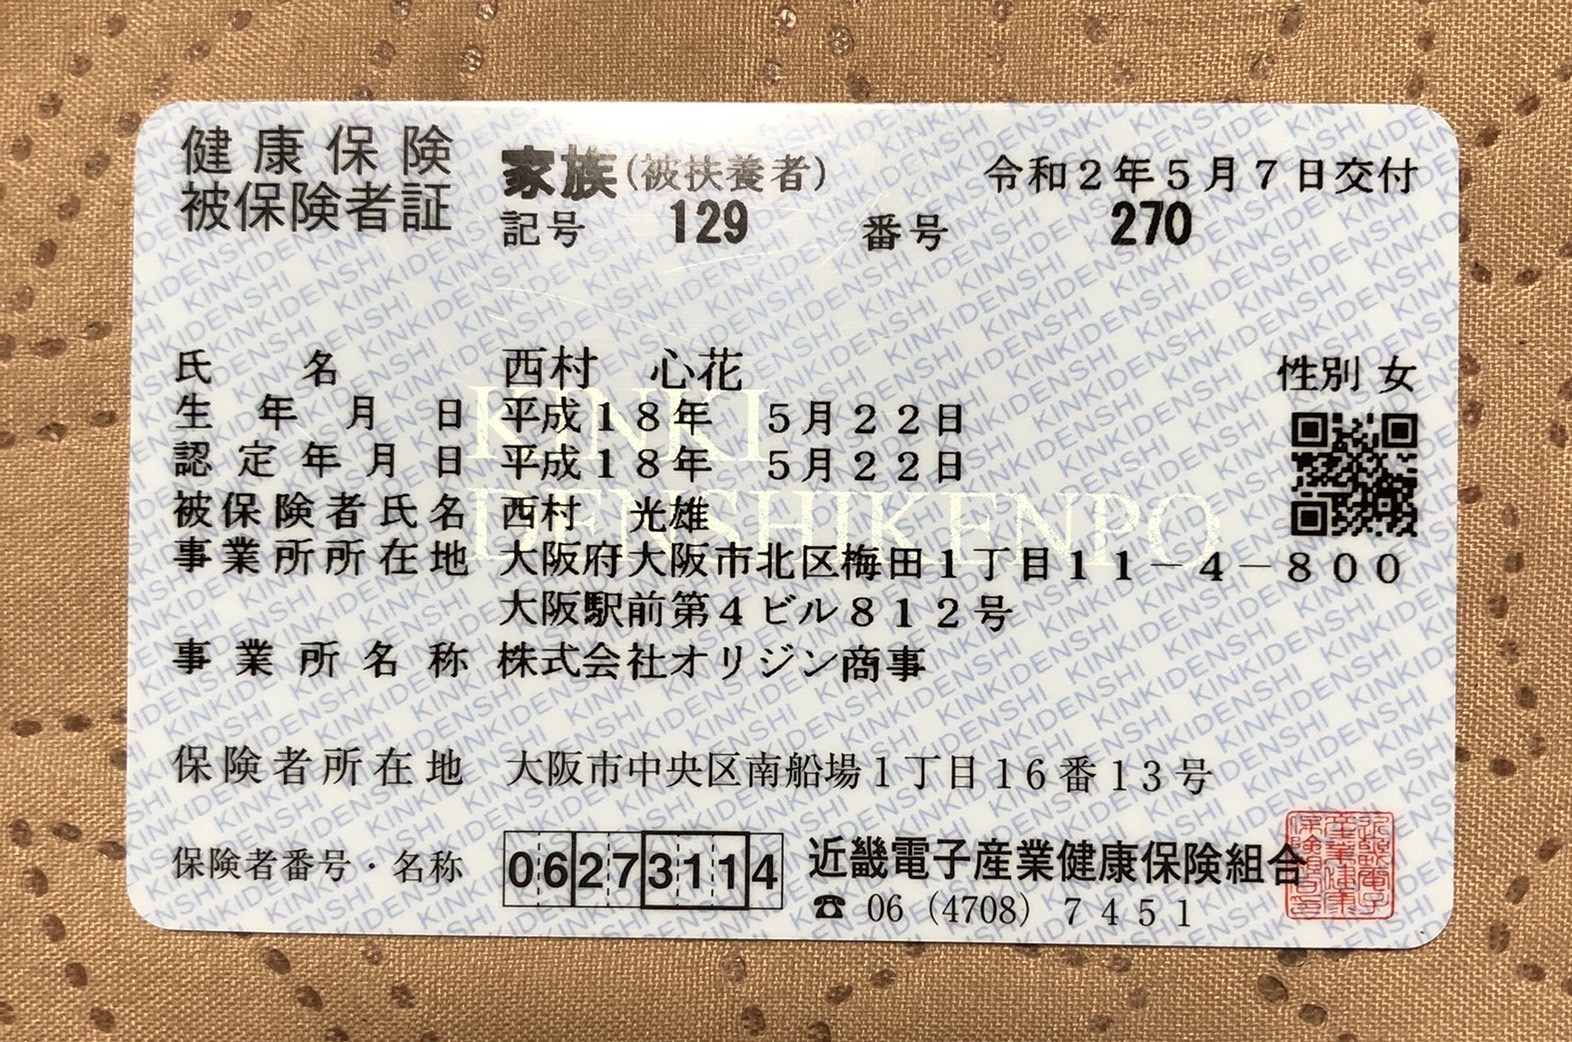 健康保険
被保険者証
家族(被扶養者)
令和2年5月7日交付
記号 129 番号 270
氏名 西村 心花 性別 女
生年月日 平成18年 5月22日
認定年月日 平成18年 5月22日
被保険者氏名 西村 光雄
事業所所在地 大阪府大阪市北区梅田1丁目11－4－800
大阪駅前第4ビル812号
事業所名称 株式会社オリジン商事
保険者所在地 大阪市中央区南船場1丁目16番13号
保険者番号・名称 06273114 近畿電子産業健康保険組合
☎ 06 (4708) 7451
KINKI
DENSHIKENPO
KINKIDENSHI